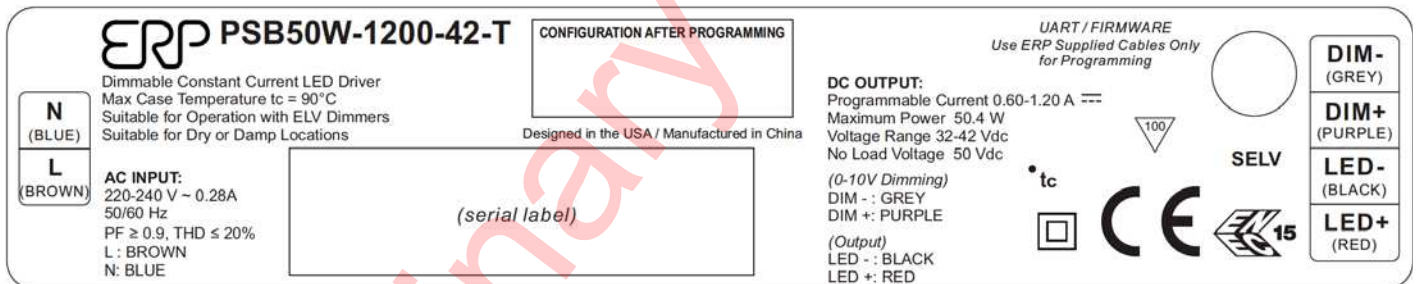 N
(BLUE)
L
(BROWN)
ERP PSB50W-1200-42-T
Dimmable Constant Current LED Driver
Max Case Temperature tc = 90°C
Suitable for Operation with ELV Dimmers
Suitable for Dry or Damp Locations
AC INPUT:
220-240 V ~ 0.28A
50/60 Hz
PF ≥ 0.9, THD ≤ 20%
L : BROWN
N: BLUE
CONFIGURATION AFTER PROGRAMMING
Designed in the USA / Manufactured in China
(serial label)
UART / FIRMWARE
Use ERP Supplied Cables Only
for Programming
DC OUTPUT:
Programmable Current 0.60-1.20 A
Maximum Power 50.4 W
Voltage Range 32-42 Vdc
No Load Voltage 50 Vdc
(0-10V Dimming)
DIM - : GREY
DIM +: PURPLE
(Output)
LED - : BLACK
LED +: RED
100
tc
SELV
CE
ENEC 15
DIM-
(GREY)
DIM+
(PURPLE)
LED-
(BLACK)
LED+
(RED)
inary